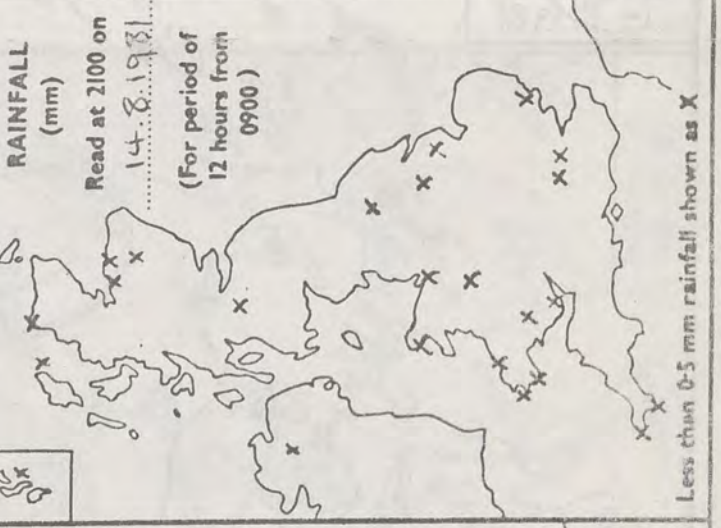 RAINFALL
(mm)
Read at 2100 on
14.8.1981
(For period of
12 hours from
0900)
Less than 0·5 mm rainfall shown as X